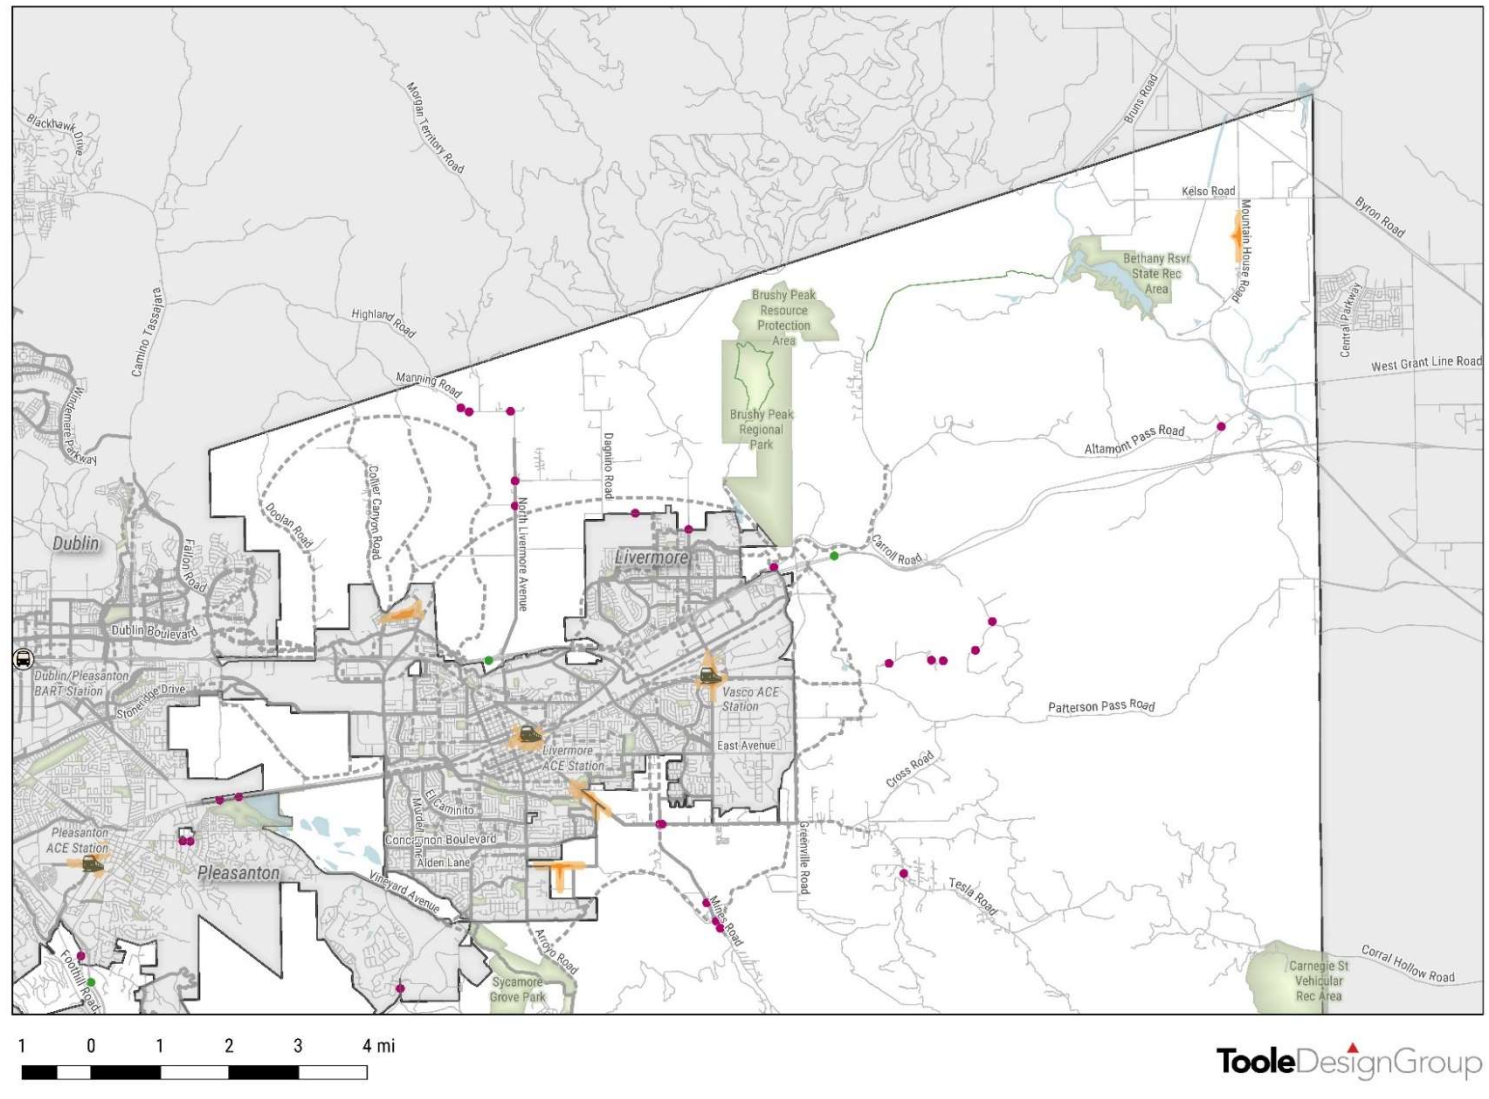 Bruns Road
Morgan Territory Road
Blackhawk Drive
Kelso Road
Byron Road
Mountain House Road
Bethany Rsvr
State Rec
Area
Camino Tassajara
Brushy Peak
Resource
Protection
Area
Highland Road
Central Parkway
West Grant Line Road
Manning Road
Windemere Parkway
Brushy Peak
Regional
Park
Altamont Pass Road
Dagnino Road
Collier Canyon Road
Doolan Road
North Livermore Avenue
Dublin
Fallon Road
Livermore
Carroll Road
Dublin Boulevard
Dublin/Pleasanton
BART Station
Stoneridge Drive
Vasco ACE
Station
Patterson Pass Road
Livermore
ACE Station
East Avenue
Cross Road
El Caminito
Murdell Lane
Concannon Boulevard
Alden Lane
Pleasanton
ACE Station
Pleasanton
Vineyard Avenue
Greenville Road
Tesla Road
Mines Road
Arroyo Road
Foothill Road
Sycamore
Grove Park
Carnegie St
Vehicular
Rec Area
Corral Hollow Road
1 0 1 2 3 4 mi
TooleDesignGroup